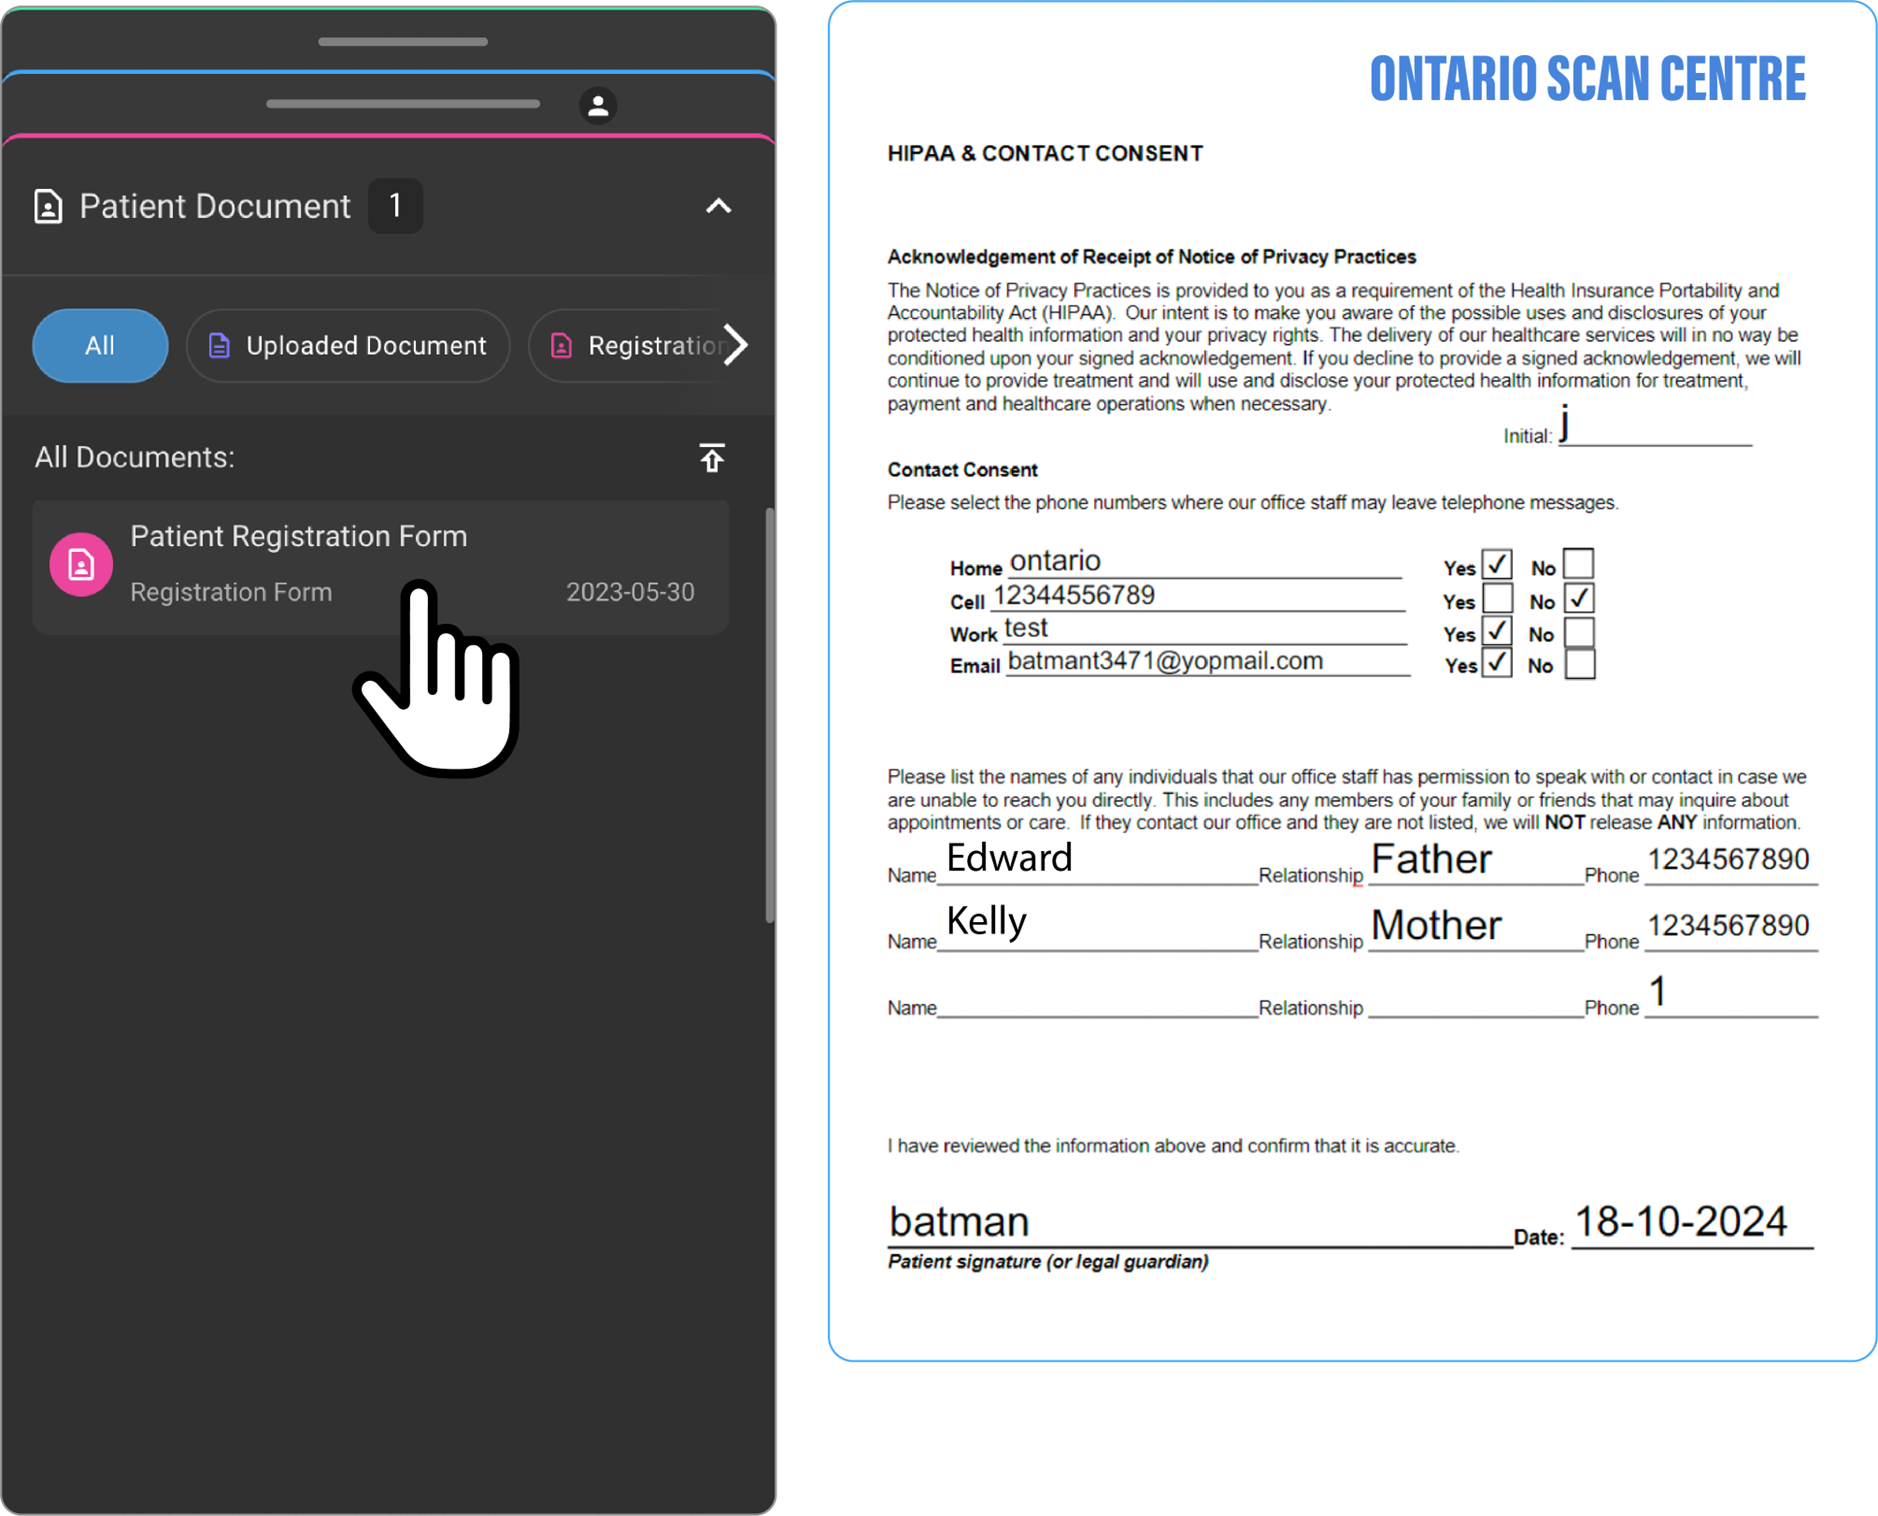 Patient Document 1
All
Uploaded Document
Registration
All Documents:
Patient Registration Form
Registration Form 2023-05-30
ONTARIO SCAN CENTRE
HIPAA & CONTACT CONSENT
Acknowledgement of Receipt of Notice of Privacy Practices
The Notice of Privacy Practices is provided to you as a requirement of the Health Insurance Portability and
Accountability Act (HIPAA). Our intent is to make you aware of the possible uses and disclosures of your
protected health information and your privacy rights. The delivery of our healthcare services will in no way be
conditioned upon your signed acknowledgement. If you decline to provide a signed acknowledgement, we will
continue to provide treatment and will use and disclose your protected health information for treatment,
payment and healthcare operations when necessary.
Initial: j
Contact Consent
Please select the phone numbers where our office staff may leave telephone messages.
Home ontario Yes ✓ No
Cell 12344556789 Yes No ✓
Work test Yes ✓ No
Email batmant3471@yopmail.com Yes ✓ No
Please list the names of any individuals that our office staff has permission to speak with or contact in case we
are unable to reach you directly. This includes any members of your family or friends that may inquire about
appointments or care. If they contact our office and they are not listed, we will NOT release ANY information.
Name Edward Relationship Father Phone 1234567890
Name Kelly Relationship Mother Phone 1234567890
Name Relationship Phone 1
I have reviewed the information above and confirm that it is accurate.
batman Date: 18-10-2024
Patient signature (or legal guardian)